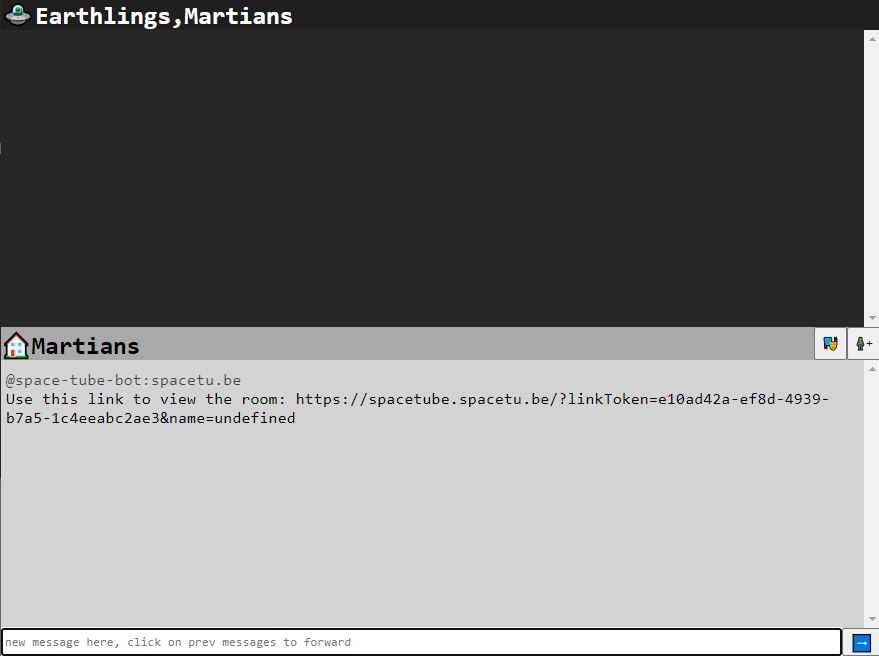 Earthlings,Martians
Martians
@space-tube-bot:spacetu.be
Use this link to view the room: https://spacetube.spacetu.be/?linkToken=e10ad42a-ef8d-4939-
b7a5-1c4eeabc2ae3&name=undefined
new message here, click on prev messages to forward